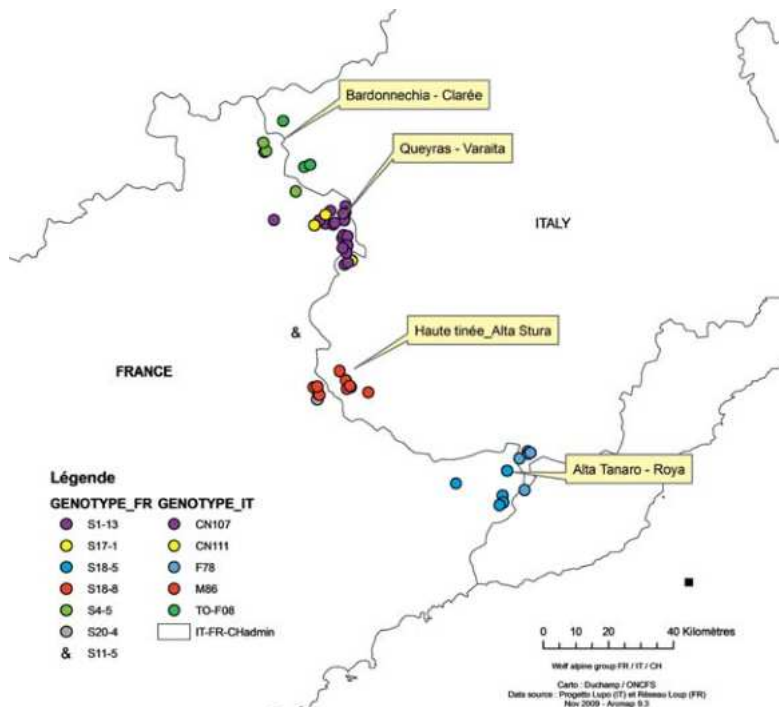 Bardonnechia - Clarée
Queyras - Varaita
ITALY
&
Haute tinée_Alta Stura
FRANCE
Alta Tanaro - Roya
Légende
GENOTYPE_FR GENOTYPE_IT
S1-13 CN107
S17-1 CN111
S18-5 F78
S18-8 M86
S4-5 TO-F08
S20-4 IT-FR-CHadmin
& S11-5
0 10 20 40 Kilomètres
Wolf alpine group FR / IT / CH
Carto : Duchamp / ONCFS
Data source : Progetto Lupo (IT) et Réseau Loup (FR)
Nov 2009 - Arcmap 9.3